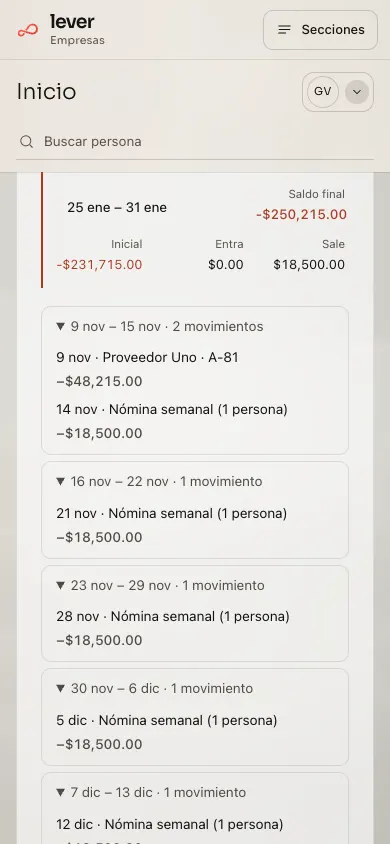 lever
Empresas
Secciones
Inicio
GV
Buscar persona
25 ene – 31 ene
Saldo final
-$250,215.00
Inicial
Entra
Sale
-$231,715.00
$0.00
$18,500.00
▼ 9 nov – 15 nov · 2 movimientos
9 nov · Proveedor Uno · A-81
–$48,215.00
14 nov · Nómina semanal (1 persona)
–$18,500.00
▼ 16 nov – 22 nov · 1 movimiento
21 nov · Nómina semanal (1 persona)
–$18,500.00
▼ 23 nov – 29 nov · 1 movimiento
28 nov · Nómina semanal (1 persona)
–$18,500.00
▼ 30 nov – 6 dic · 1 movimiento
5 dic · Nómina semanal (1 persona)
–$18,500.00
▼ 7 dic – 13 dic · 1 movimiento
12 dic · Nómina semanal (1 persona)